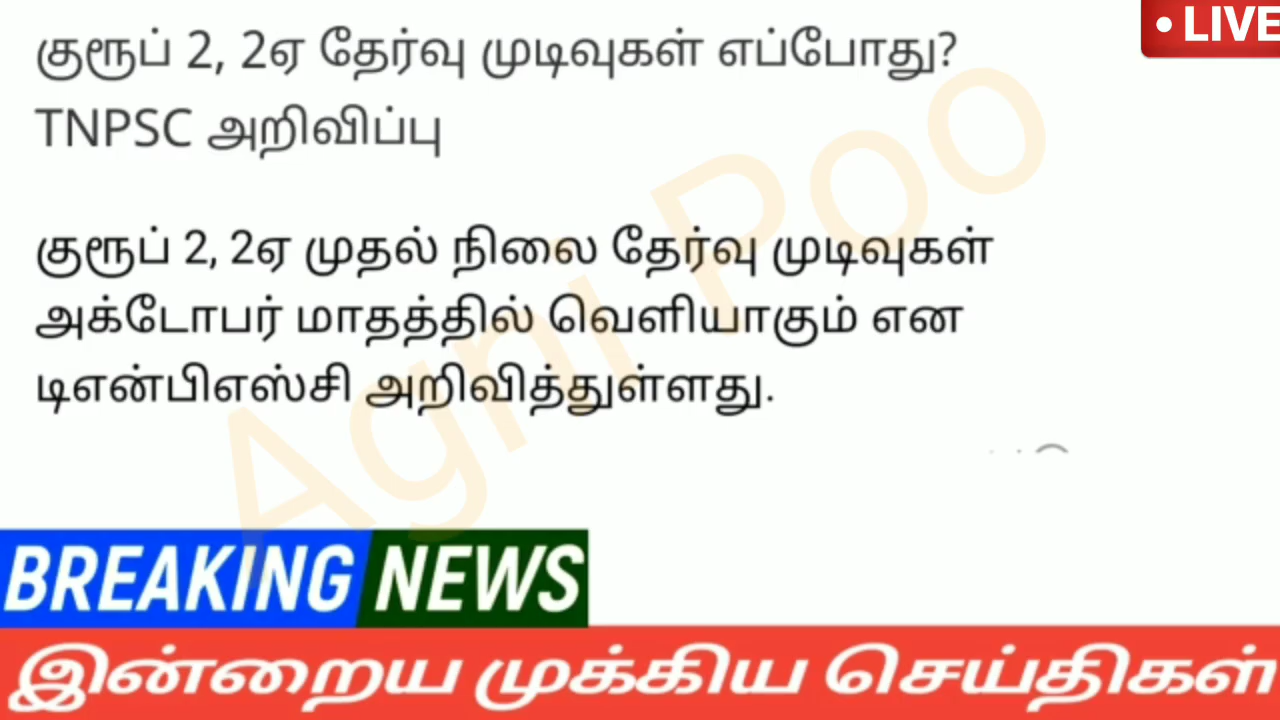 ● LIVE
குரூப் 2, 2ஏ தேர்வு முடிவுகள் எப்போது?
TNPSC அறிவிப்பு
குரூப் 2, 2ஏ முதல் நிலை தேர்வு முடிவுகள்
அக்டோபர் மாதத்தில் வெளியாகும் என
டிஎன்பிஎஸ்சி அறிவித்துள்ளது.
Agni Poo
BREAKING NEWS
இன்றைய முக்கிய செய்திகள்